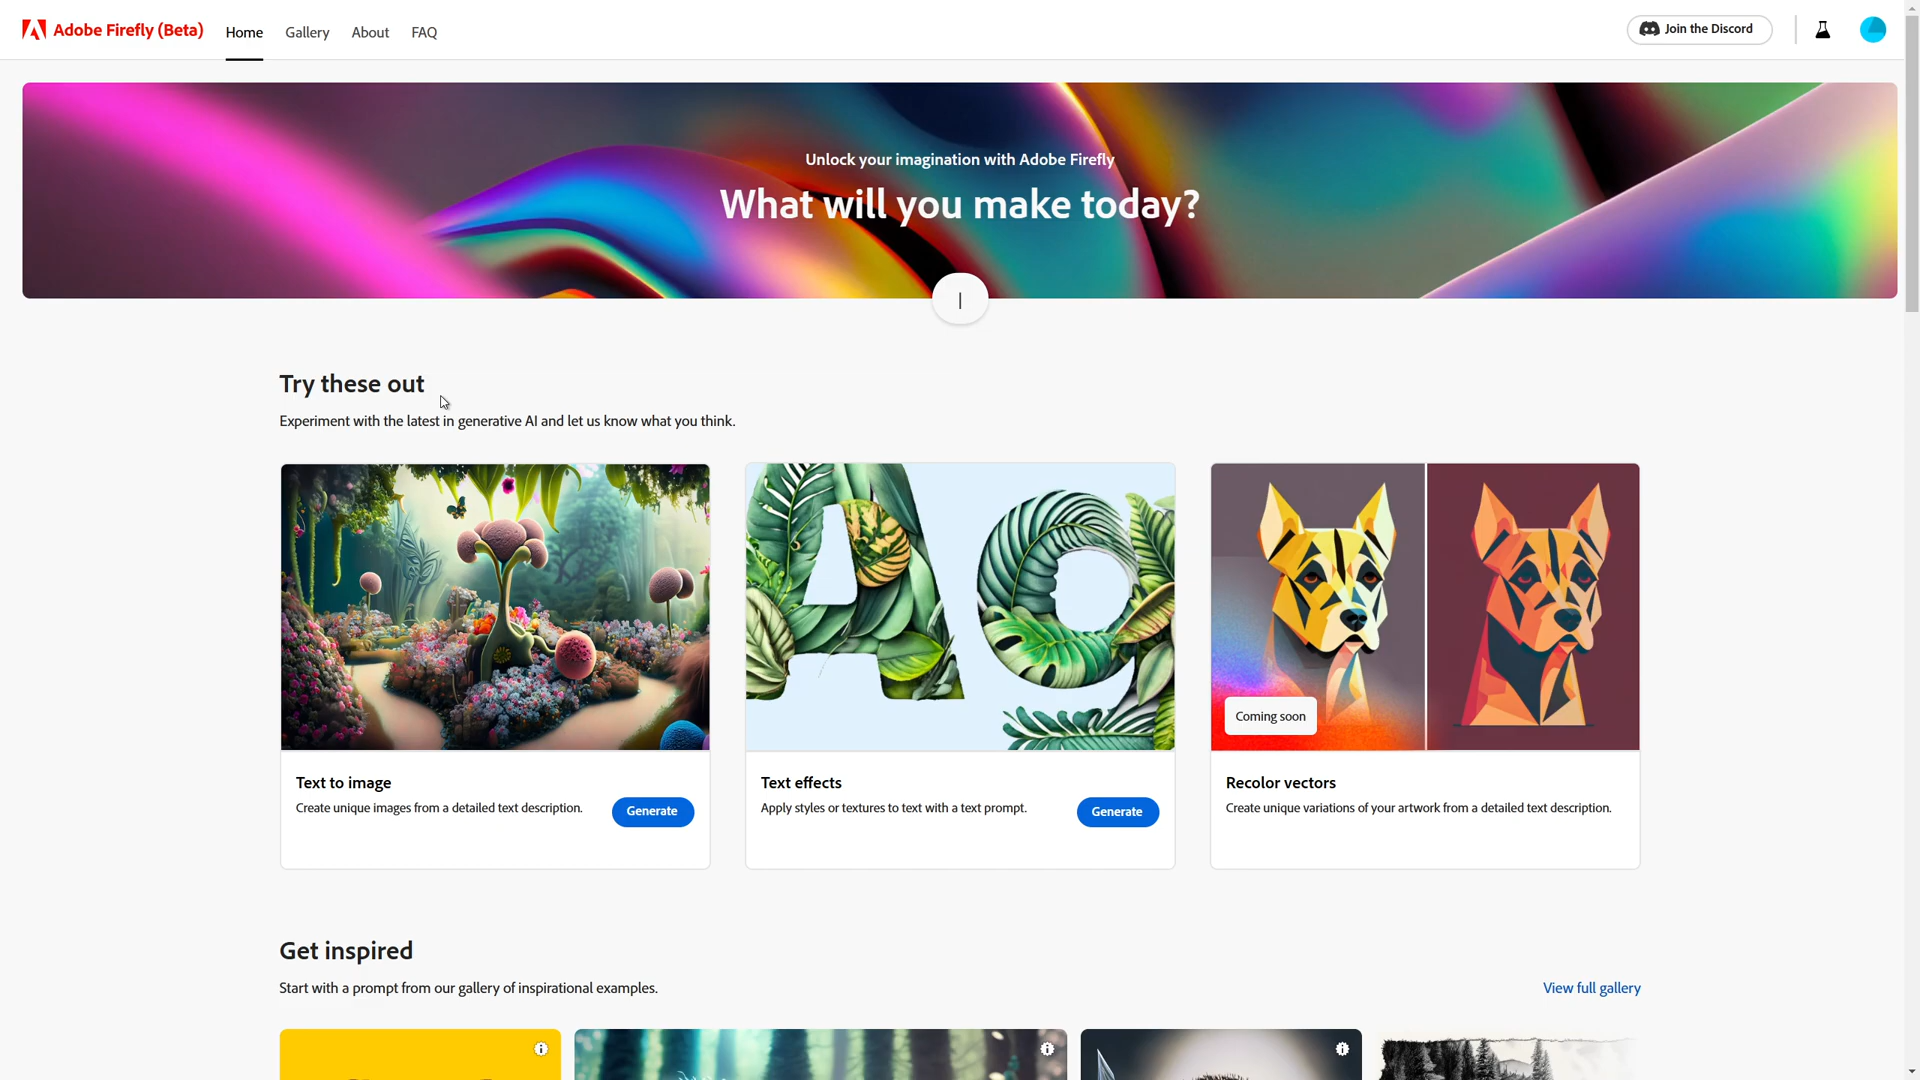 Adobe Firefly (Beta)
Home
Gallery
About
FAQ
Join the Discord
Unlock your imagination with Adobe Firefly
What will you make today?
Try these out
Experiment with the latest in generative AI and let us know what you think.
Ag
Coming soon
Text to image
Create unique images from a detailed text description.
Generate
Text effects
Apply styles or textures to text with a text prompt.
Generate
Recolor vectors
Create unique variations of your artwork from a detailed text description.
Get inspired
Start with a prompt from our gallery of inspirational examples.
View full gallery